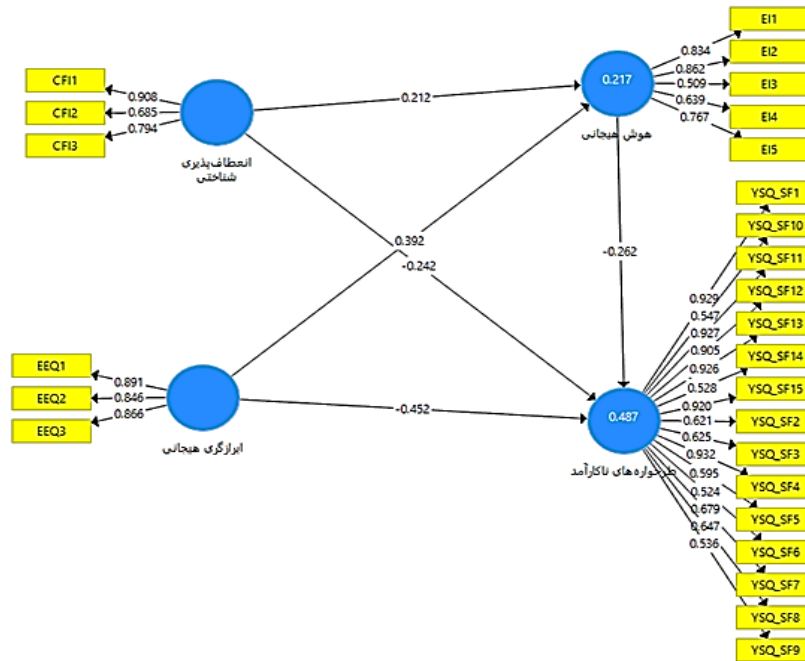 EI1
EI2
EI3
EI4
EI5
0.834
0.862
0.509
0.639
0.767
0.217
هوش هیجانی
CFI1
CFI2
CFI3
0.908
0.685
0.794
انعطاف‌پذیری
شناختی
0.212
0.392
-0.242
-0.262
-0.452
EEQ1
EEQ2
EEQ3
0.891
0.846
0.866
ابرازگری هیجانی
0.487
طرحواره‌های ناکارآمد
0.929
0.547
0.927
0.905
0.926
0.528
0.920
0.621
0.625
0.932
0.595
0.524
0.679
0.647
0.536
YSQ_SF1
YSQ_SF10
YSQ_SF11
YSQ_SF12
YSQ_SF13
YSQ_SF14
YSQ_SF15
YSQ_SF2
YSQ_SF3
YSQ_SF4
YSQ_SF5
YSQ_SF6
YSQ_SF7
YSQ_SF8
YSQ_SF9